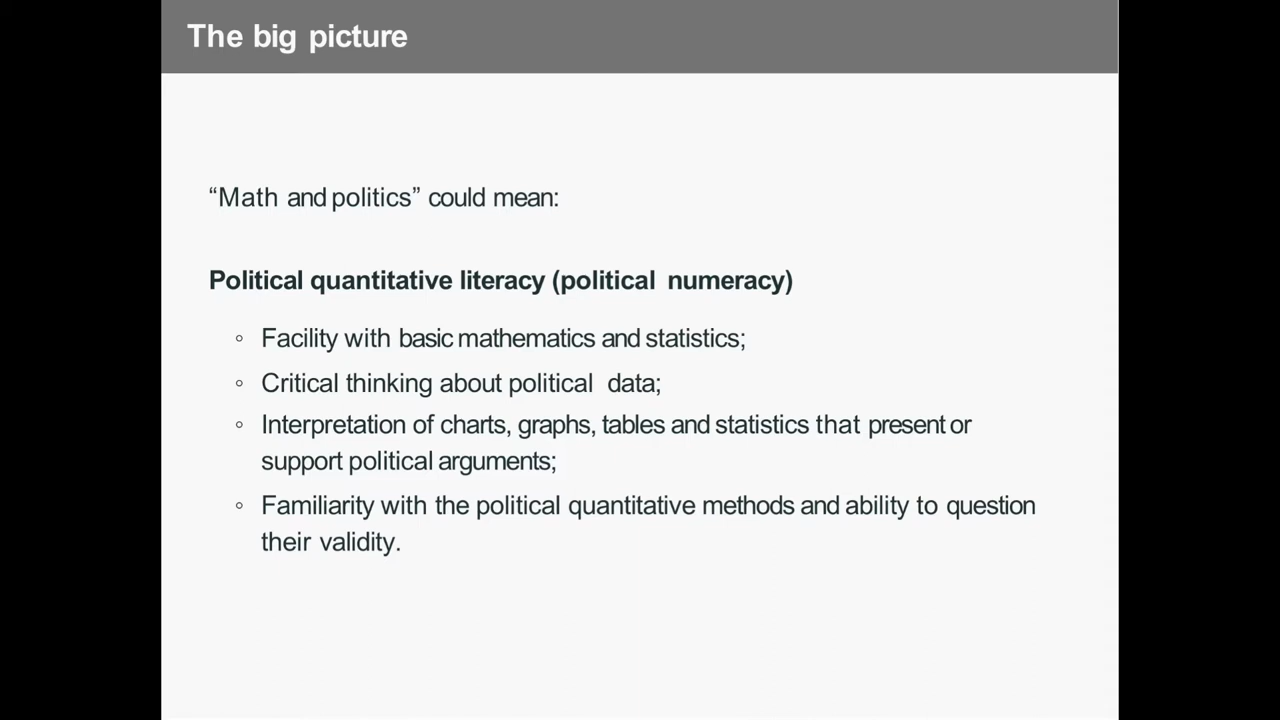 The big picture
“Math and politics” could mean:
Political quantitative literacy (political numeracy)
◦ Facility with basic mathematics and statistics;
◦ Critical thinking about political data;
◦ Interpretation of charts, graphs, tables and statistics that present or
support political arguments;
◦ Familiarity with the political quantitative methods and ability to question
their validity.